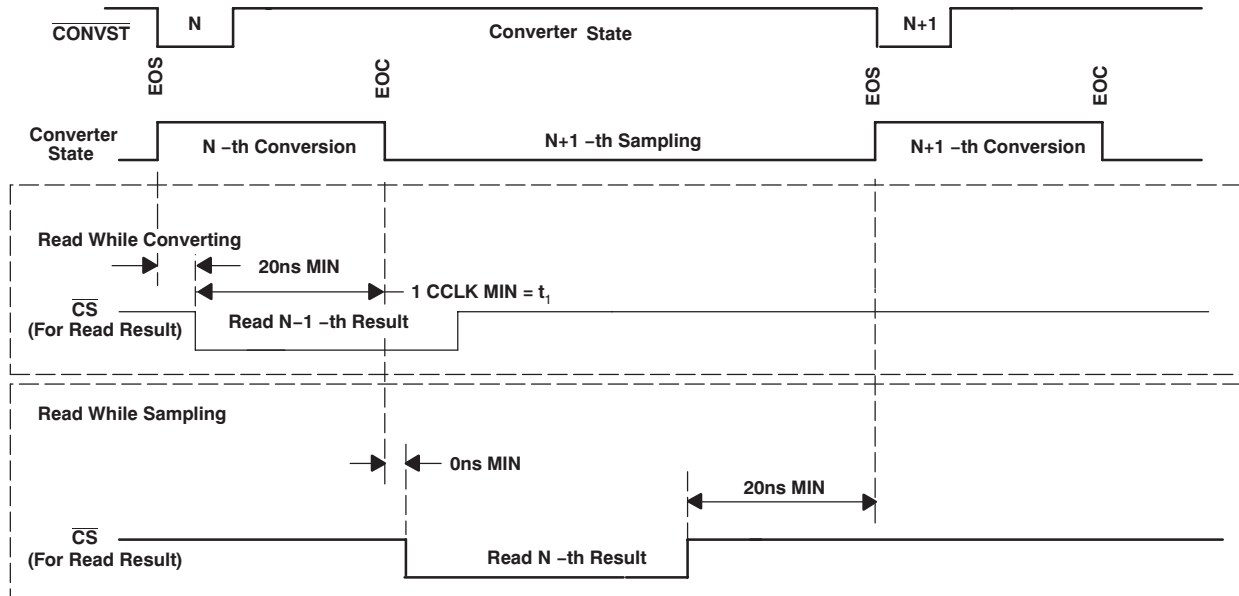 CONVST
N
Converter State
N+1
EOS
EOC
EOS
EOC
Converter
State
N −th Conversion
N+1 −th Sampling
N+1 −th Conversion
Read While Converting
20ns MIN
1 CCLK MIN = t1
CS
(For Read Result)
Read N−1 −th Result
Read While Sampling
0ns MIN
20ns MIN
CS
(For Read Result)
Read N −th Result